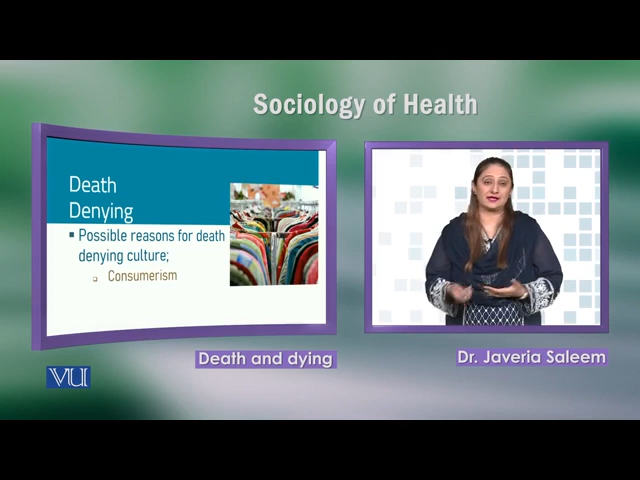 Sociology of Health
Death
Denying
▪ Possible reasons for death
denying culture;
❑ Consumerism
Death and dying
Dr. Javeria Saleem
VU